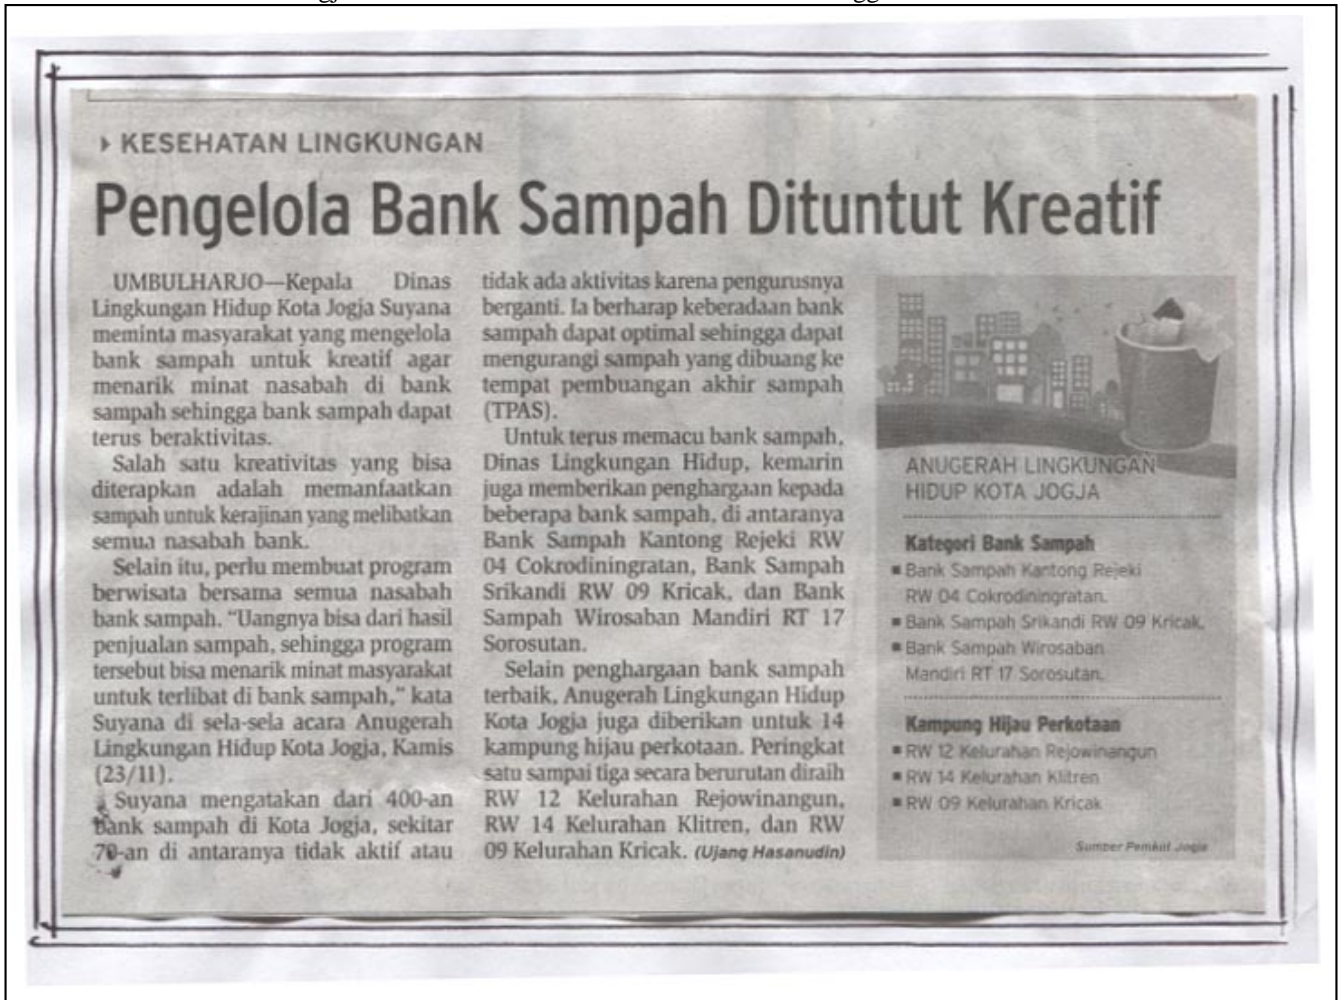 KESEHATAN LINGKUNGAN
Pengelola Bank Sampah Dituntut Kreatif
UMBULHARJO—Kepala Dinas
Lingkungan Hidup Kota Jogja Suyana
meminta masyarakat yang mengelola
bank sampah untuk kreatif agar
menarik minat nasabah di bank
sampah sehingga bank sampah dapat
terus beraktivitas.
Salah satu kreativitas yang bisa
diterapkan adalah memanfaatkan
sampah untuk kerajinan yang melibatkan
semua nasabah bank.
Selain itu, perlu membuat program
berwisata bersama semua nasabah
bank sampah. “Uangnya bisa dari hasil
penjualan sampah, sehingga program
tersebut bisa menarik minat masyarakat
untuk terlibat di bank sampah,” kata
Suyana di sela-sela acara Anugerah
Lingkungan Hidup Kota Jogja, Kamis
(23/11).
Suyana mengatakan dari 400-an
bank sampah di Kota Jogja, sekitar
70-an di antaranya tidak aktif atau
tidak ada aktivitas karena pengurusnya
berganti. Ia berharap keberadaan bank
sampah dapat optimal sehingga dapat
mengurangi sampah yang dibuang ke
tempat pembuangan akhir sampah
(TPAS).
Untuk terus memacu bank sampah,
Dinas Lingkungan Hidup, kemarin
juga memberikan penghargaan kepada
beberapa bank sampah, di antaranya
Bank Sampah Kantong Rejeki RW
04 Cokrodiningratan, Bank Sampah
Srikandi RW 09 Kricak, dan Bank
Sampah Wirosaban Mandiri RT 17
Sorosutan.
Selain penghargaan bank sampah
terbaik, Anugerah Lingkungan Hidup
Kota Jogja juga diberikan untuk 14
kampung hijau perkotaan. Peringkat
satu sampai tiga secara berurutan diraih
RW 12 Kelurahan Rejowinangun,
RW 14 Kelurahan Klitren, dan RW
09 Kelurahan Kricak. (Ujang Hasanudin)
ANUGERAH LINGKUNGAN
HIDUP KOTA JOGJA
Kategori Bank Sampah
■ Bank Sampah Kantong Rejeki
RW 04 Cokrodiningratan.
■ Bank Sampah Srikandi RW 09 Kricak.
■ Bank Sampah Wirosaban
Mandiri RT 17 Sorosutan.
Kampung Hijau Perkotaan
■ RW 12 Kelurahan Rejowinangun
■ RW 14 Kelurahan Klitren
■ RW 09 Kelurahan Kricak
Sumber Pemkot Jogja